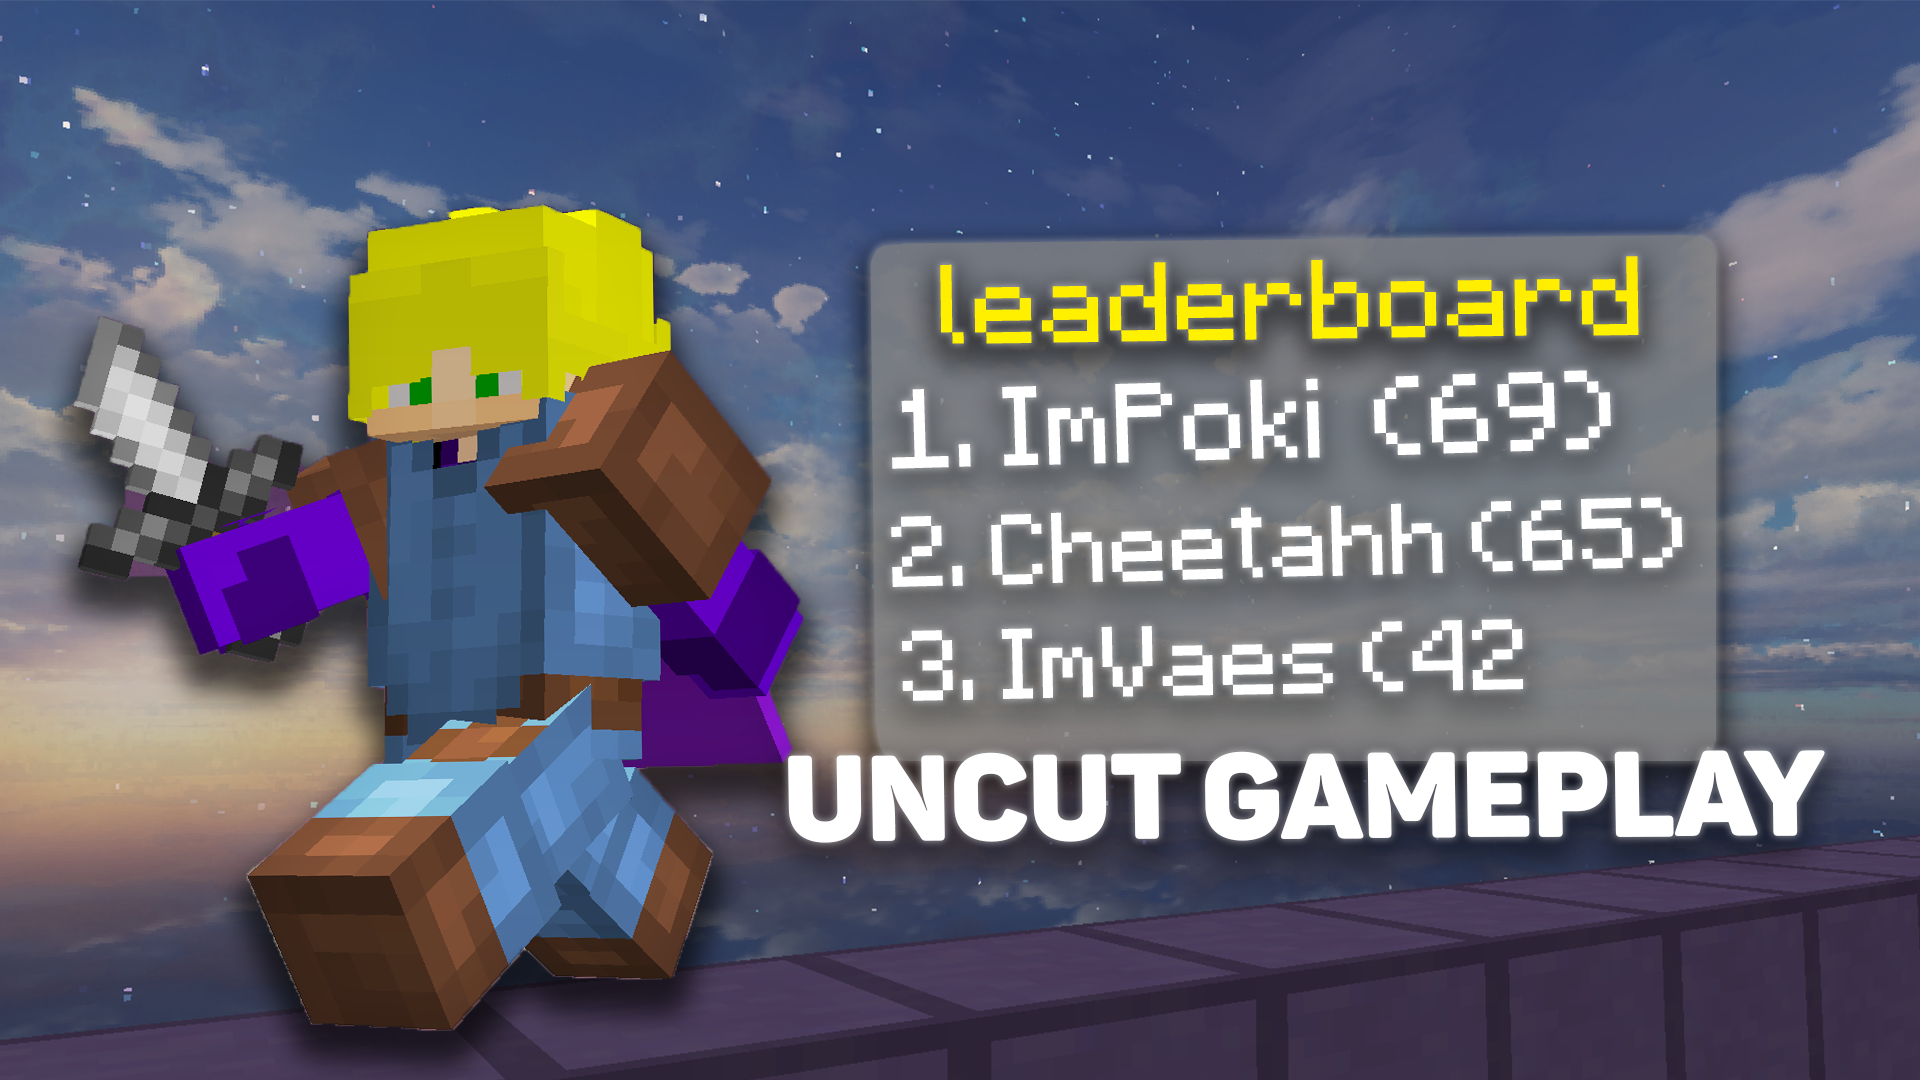 leaderboard
1. ImPoki (69)
2. Cheetahh (65)
3. ImVaes (42
UNCUT GAMEPLAY